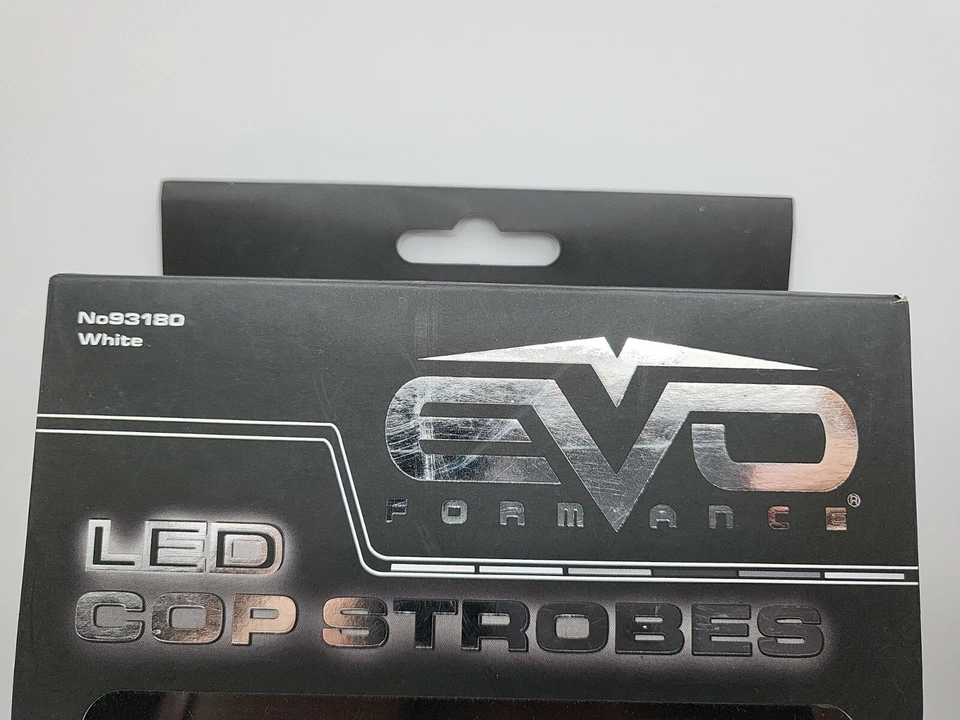 No93180
White
EVO
FORMANCE®
LED
COP STROBES